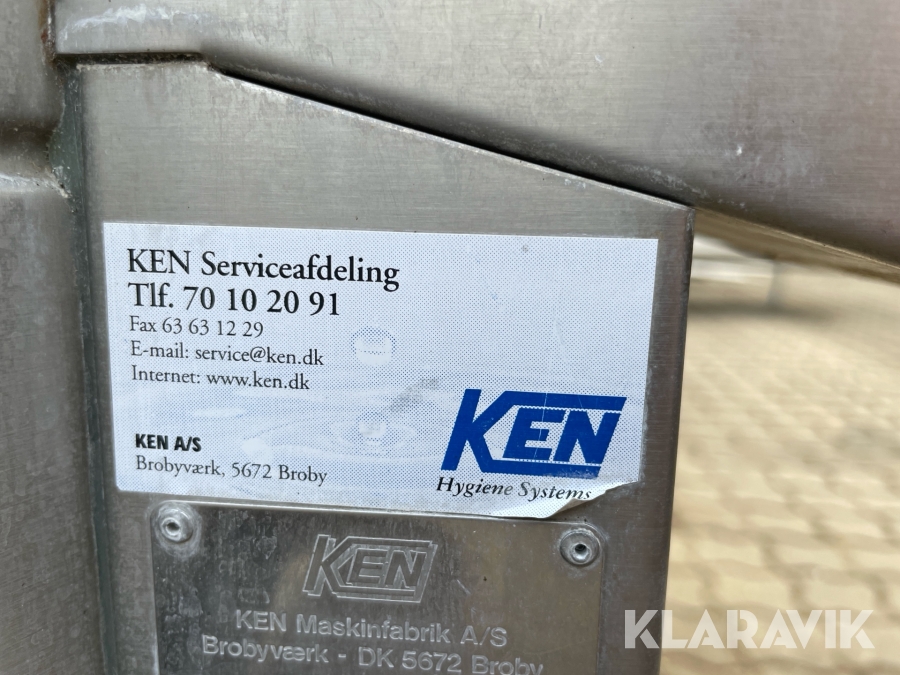 KLARAVIK
KEN Serviceafdeling
Tlf. 70 10 20 91
Fax 63 63 12 29
E-mail: service@ken.dk
Internet: www.ken.dk
KEN A/S
Brobyværk, 5672 Broby
KEN
Hygiene Systems
KEN
KEN Maskinfabrik A/S
Brobyværk - DK 5672 Broby
KLARAVIK